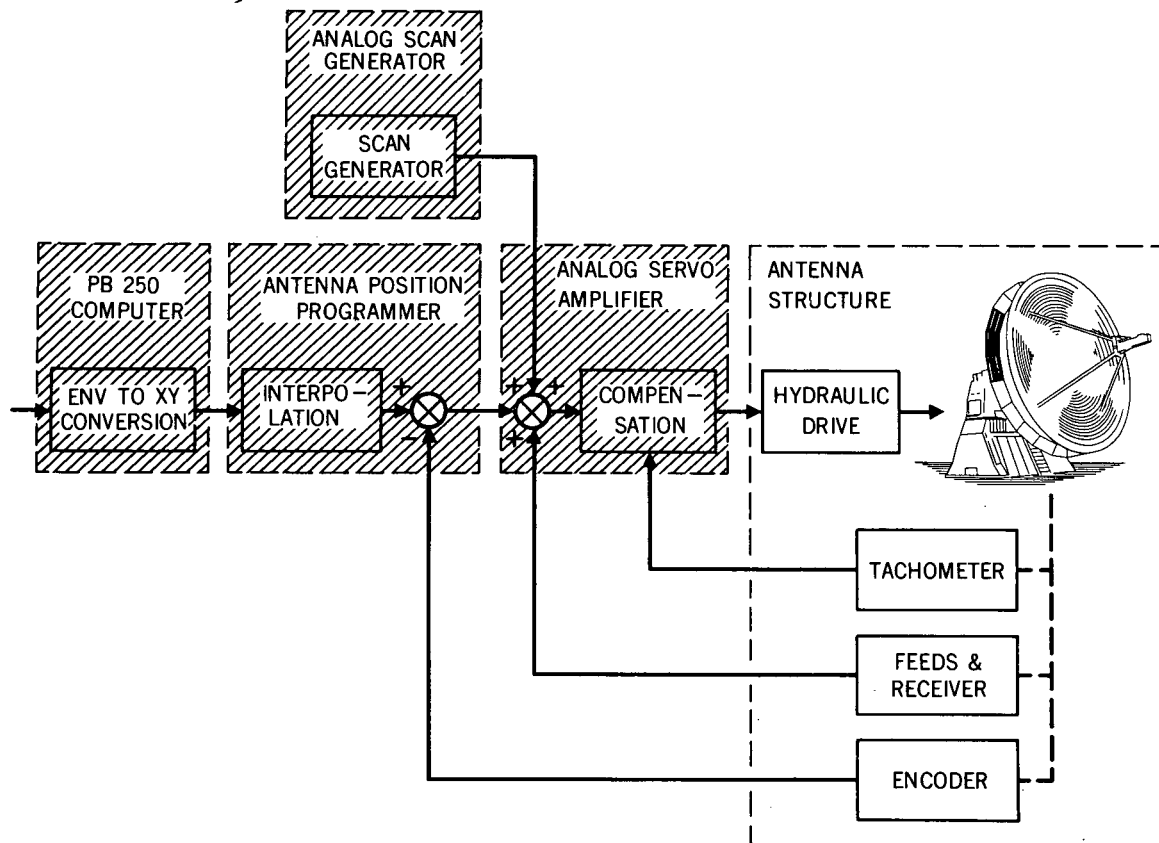 ANALOG SCAN
GENERATOR
SCAN
GENERATOR
PB 250
COMPUTER
ENV TO XY
CONVERSION
ANTENNA POSITION
PROGRAMMER
INTERPO-
LATION
+
-
ANALOG SERVO
AMPLIFIER
+ +
+
COMPEN-
SATION
ANTENNA
STRUCTURE
HYDRAULIC
DRIVE
TACHOMETER
FEEDS &
RECEIVER
ENCODER